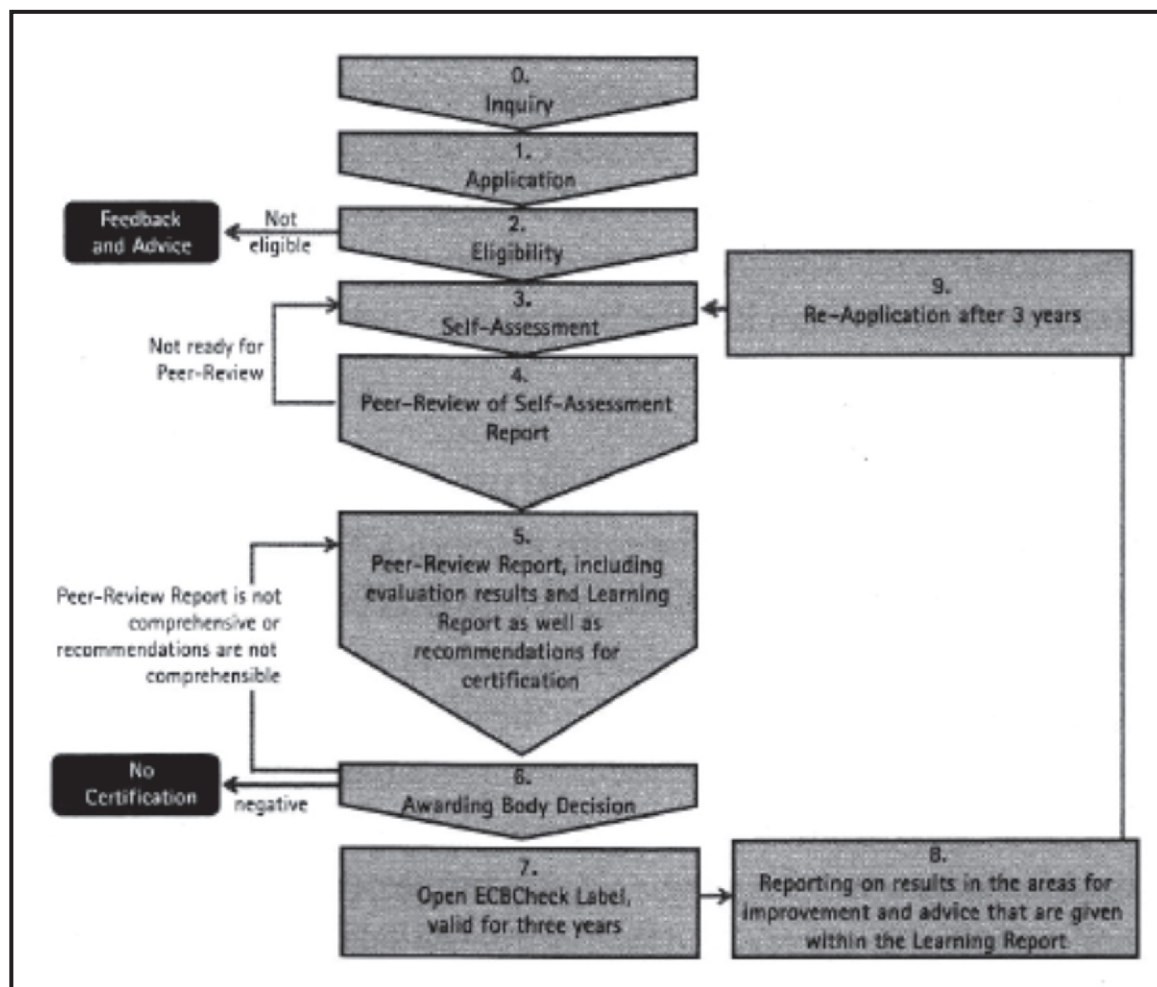 0.
Inquiry
1.
Application
Feedback
and Advice
Not
eligible
2.
Eligibility
3.
Self-Assessment
9.
Re-Application after 3 years
Not ready for
Peer-Review
4.
Peer-Review of Self-Assessment
Report
5.
Peer-Review Report, including
evaluation results and Learning
Report as well as
recommendations for
certification
Peer-Review Report is not
comprehensive or
recommendations are not
comprehensible
No
Certification
negative
6.
Awarding Body Decision
7.
Open ECBCheck Label,
valid for three years
8.
Reporting on results in the areas for
improvement and advice that are given
within the Learning Report